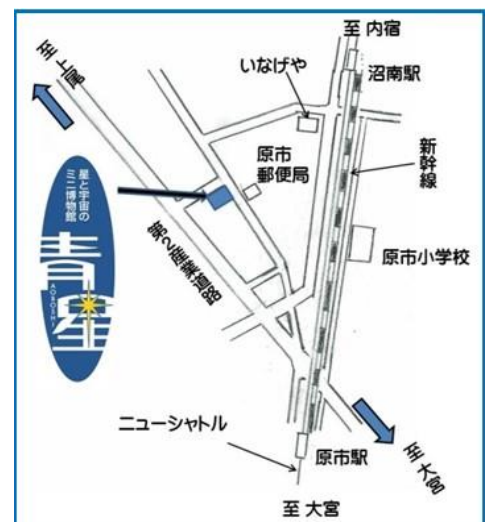 至 内宿
至 上尾
いなげや
沼南駅
原市
郵便局
新幹線
星と宇宙の
ミニ博物館
青星
AOBOSHI
第2産業道路
原市小学校
ニューシャトル
原市駅
至 大宮
至 大宮